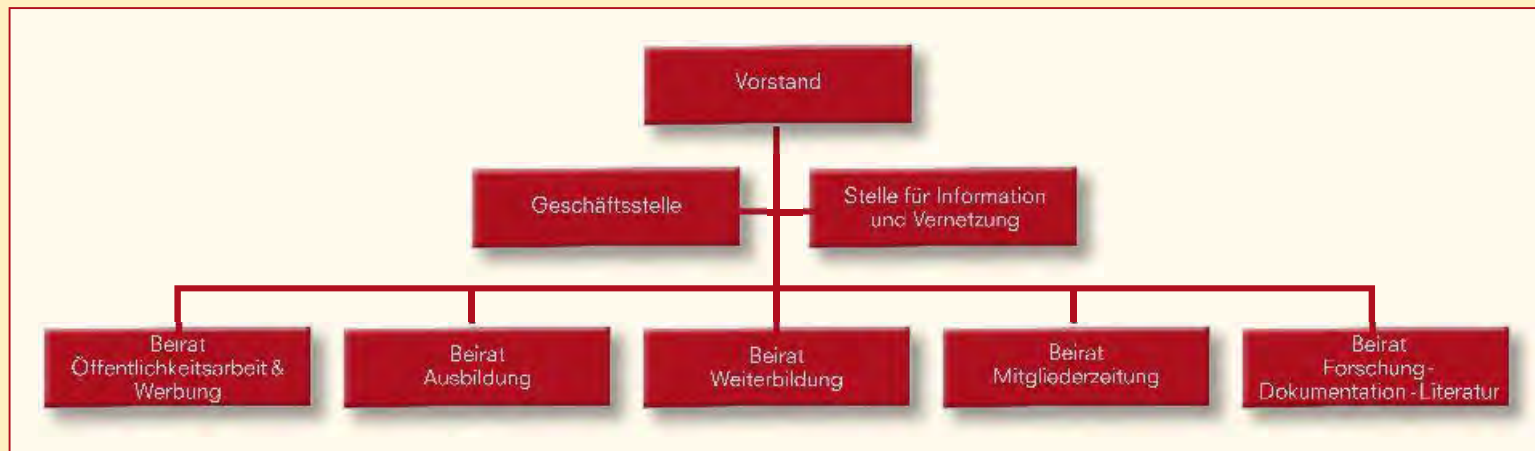 Vorstand
Geschäftsstelle
Stelle für Information
und Vernetzung
Beirat
Öffentlichkeitsarbeit &
Werbung
Beirat
Ausbildung
Beirat
Weiterbildung
Beirat
Mitgliederzeitung
Beirat
Forschung-
Dokumentation-Literatur